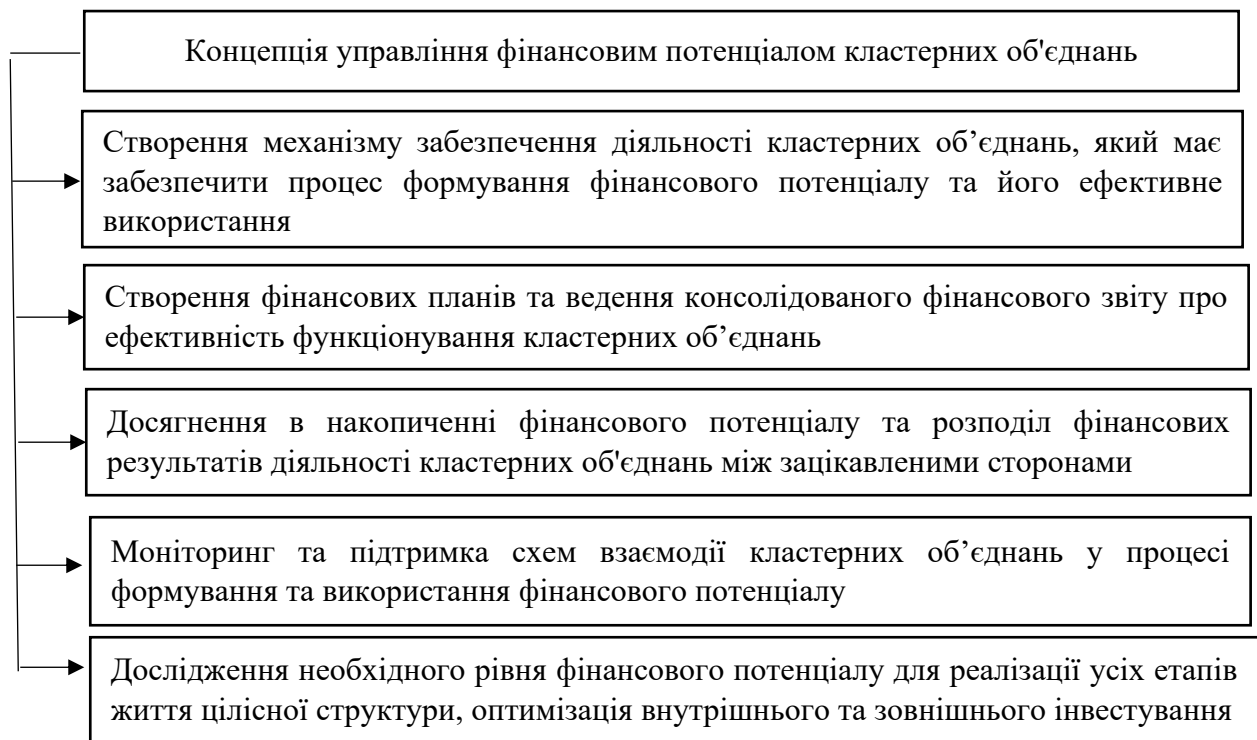 Концепція управління фінансовим потенціалом кластерних об'єднань
Створення механізму забезпечення діяльності кластерних об’єднань, який має
забезпечити процес формування фінансового потенціалу та його ефективне
використання
Створення фінансових планів та ведення консолідованого фінансового звіту про
ефективність функціонування кластерних об’єднань
Досягнення в накопиченні фінансового потенціалу та розподіл фінансових
результатів діяльності кластерних об'єднань між зацікавленими сторонами
Моніторинг та підтримка схем взаємодії кластерних об’єднань у процесі
формування та використання фінансового потенціалу
Дослідження необхідного рівня фінансового потенціалу для реалізації усіх етапів
життя цілісної структури, оптимізація внутрішнього та зовнішнього інвестування